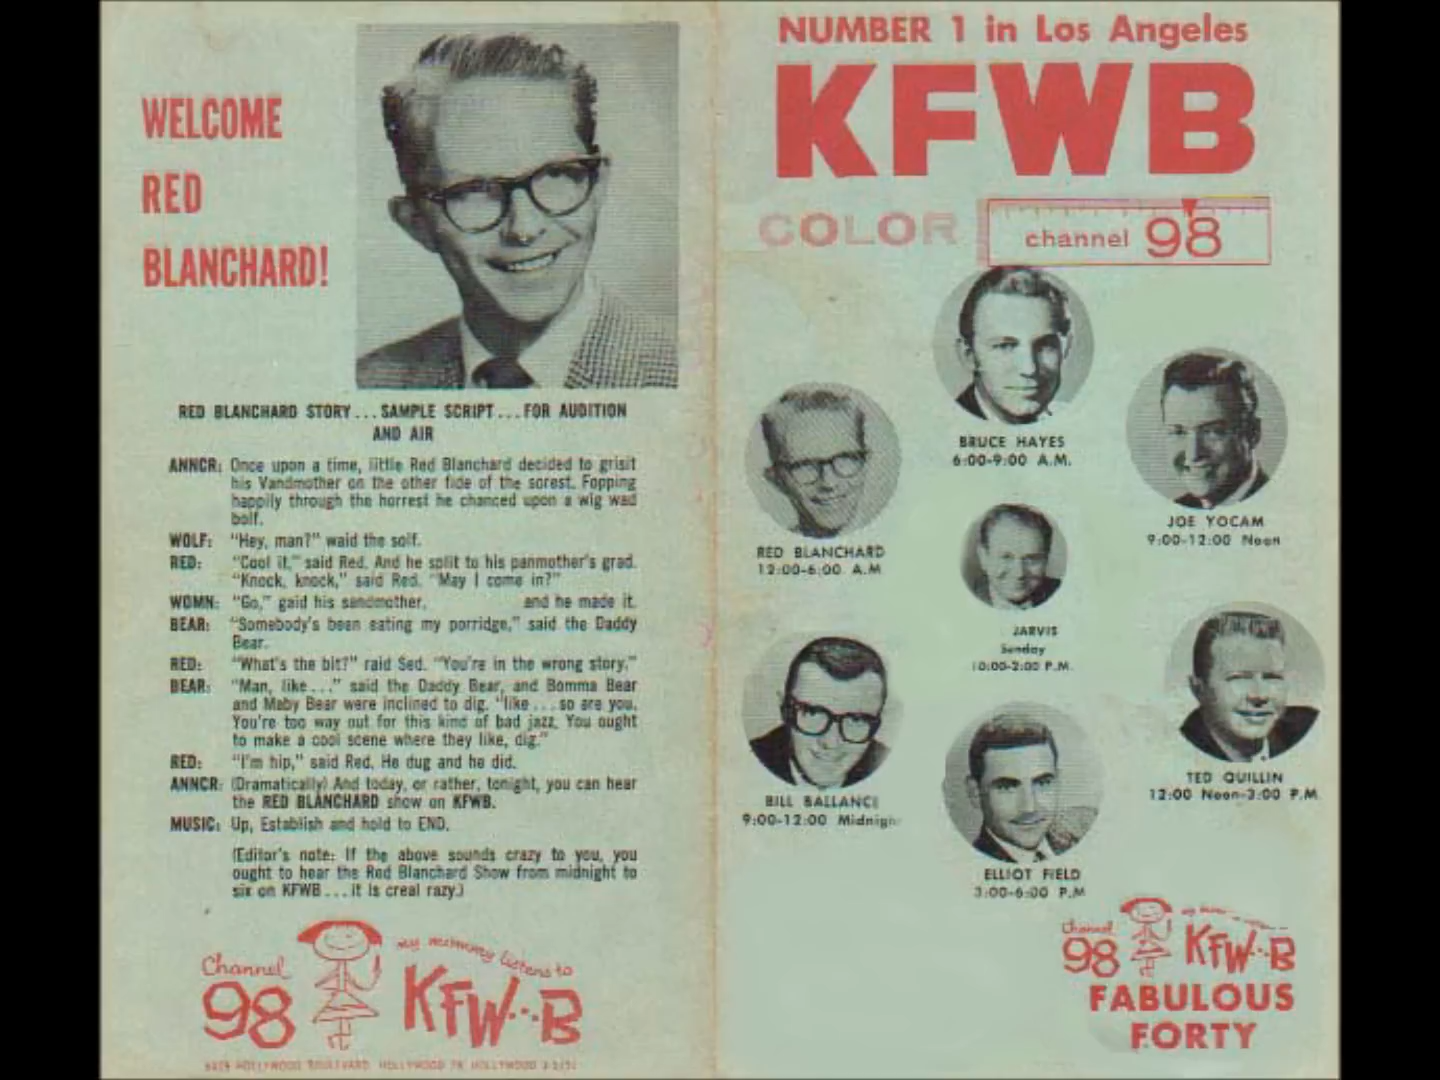 WELCOME
RED
BLANCHARD!
RED BLANCHARD STORY...SAMPLE SCRIPT...FOR AUDITION
AND AIR
ANNCR: Once upon a time, little Red Blanchard decided to grisit
his Vandmother on the other fide of the sorest. Fopping
happily through the horrest he chanced upon a wig wad
bolf.
WOLF: "Hey, man?" waid the solf.
RED: "Cool it," said Red. And he split to his panmother's grad.
"Knock, knock," said Red. "May I come in?"
WOMN: "Go," gaid his sandmother, and he made it.
BEAR: "Somebody's been eating my porridge," said the Daddy
Bear.
RED: "What's the bit?" raid Sed. "You're in the wrong story."
BEAR: "Man, like..." said the Daddy Bear, and Bomma Bear
and Maby Bear were inclined to dig. "like...so are you.
You're too way out for this kind of bad jazz. You ought
to make a cool scene where they like, dig."
RED: "I'm hip," said Red. He dug and he did.
ANNCR: (Dramatically) And today, or rather, tonight, you can hear
the RED BLANCHARD show on KFWB.
MUSIC: Up, Establish and hold to END.
(Editor's note: If the above sounds crazy to you, you
ought to hear the Red Blanchard Show from midnight to
six on KFWB...it is creal razy.)
Channel
98
my mommy listens to
KFW··B
HOLLYWOOD BOULEVARD HOLLYWOOD HOLLYWOOD
NUMBER 1 in Los Angeles
KFWB
COLOR channel 98
BRUCE HAYES
6:00-9:00 A.M.
JOE YOCAM
9:00-12:00 Noon
RED BLANCHARD
12:00-6:00 A.M
JARVIS
Sunday
10:00-2:00 P.M.
TED QUILLIN
12:00 Noon-3:00 P.M
BILL BALLANCE
9:00-12:00 Midnigh
ELLIOT FIELD
3:00-6:00 P.M
Channel
98
KFW··B
FABULOUS
FORTY